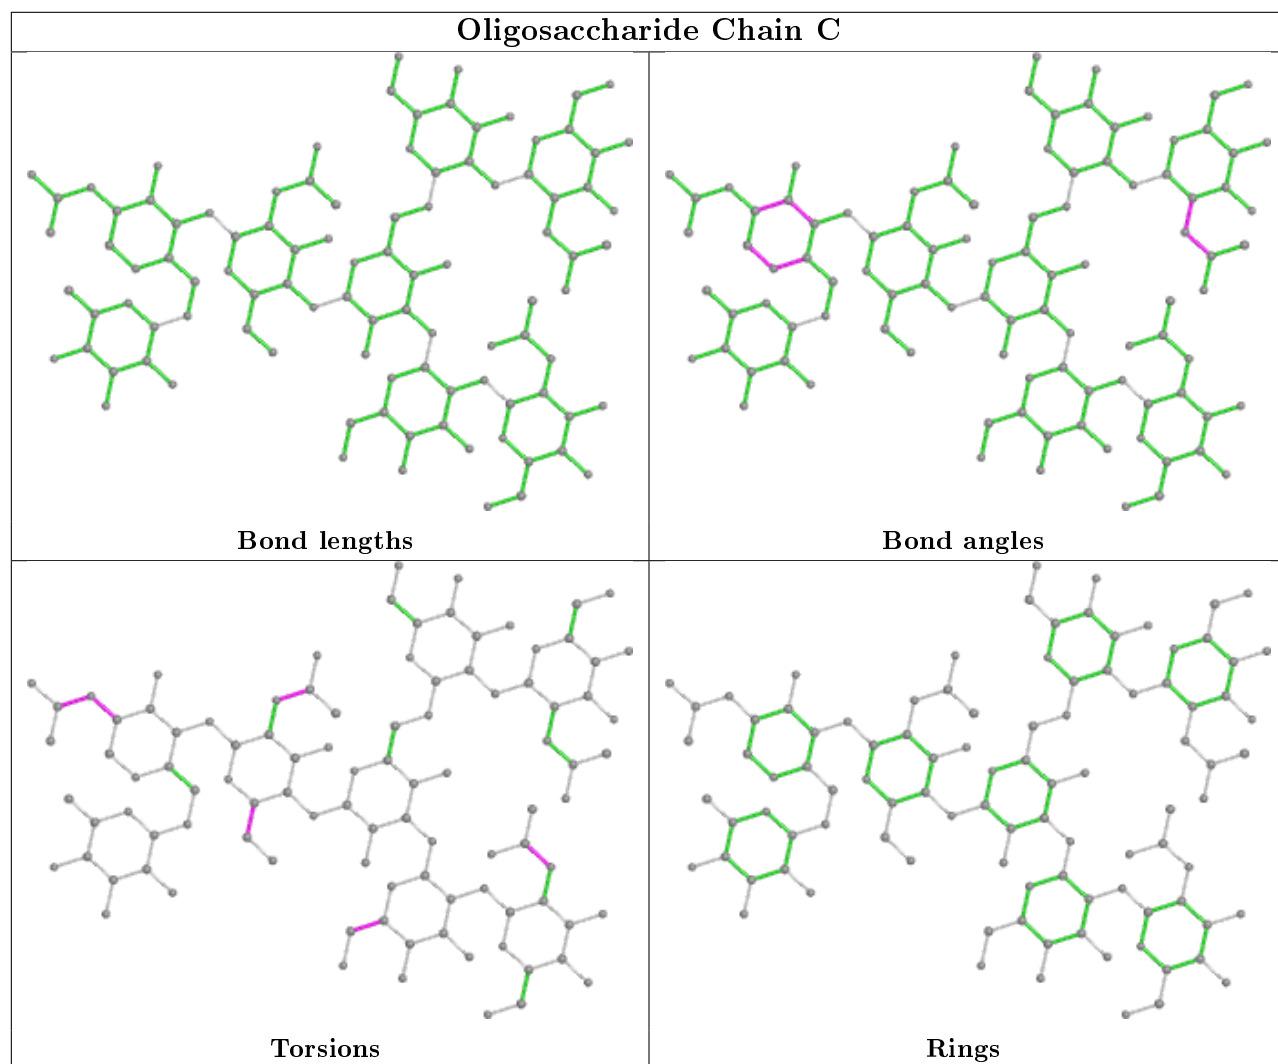 Oligosaccharide Chain C
Bond lengths
Bond angles
Torsions
Rings